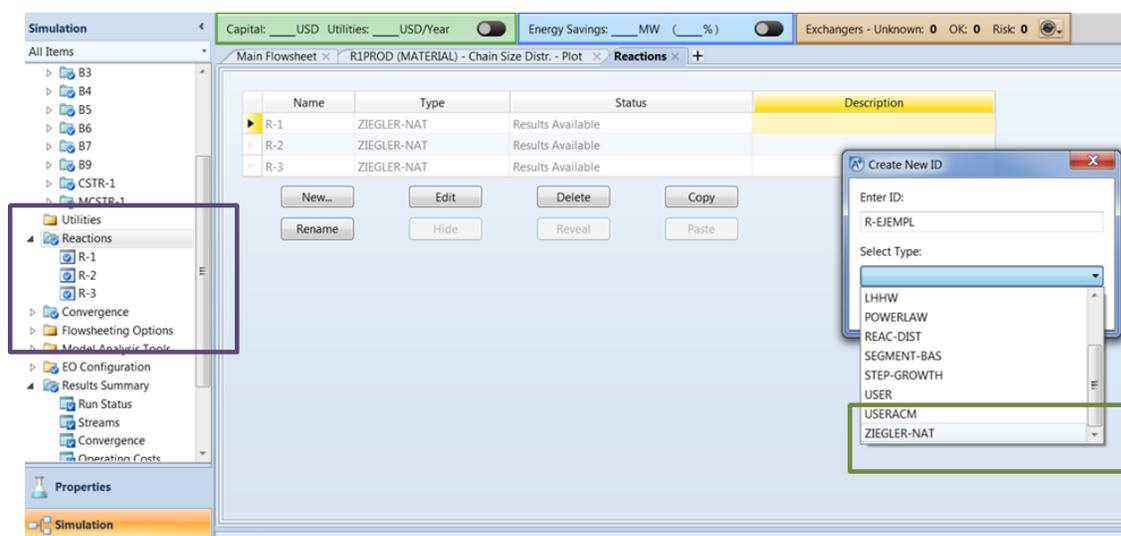 Simulation
Capital: ____USD Utilities: ____USD/Year
Energy Savings: ____MW (____%)
Exchangers - Unknown: 0 OK: 0 Risk: 0
All Items
Main Flowsheet
R1PROD (MATERIAL) - Chain Size Distr. - Plot
Reactions
B3
B4
B5
B6
B7
B9
CSTR-1
MCSTR-1
Utilities
Reactions
R-1
R-2
R-3
Convergence
Flowsheeting Options
Model Analysis Tools
EO Configuration
Results Summary
Run Status
Streams
Convergence
Operating Costs
Properties
Simulation
Name Type Status Description
R-1 ZIEGLER-NAT Results Available
R-2 ZIEGLER-NAT Results Available
R-3 ZIEGLER-NAT Results Available
New... Edit Delete Copy
Rename Hide Reveal Paste
Create New ID
Enter ID:
R-EJEMPL
Select Type:
LHHW
POWERLAW
REAC-DIST
SEGMENT-BAS
STEP-GROWTH
USER
USERACM
ZIEGLER-NAT